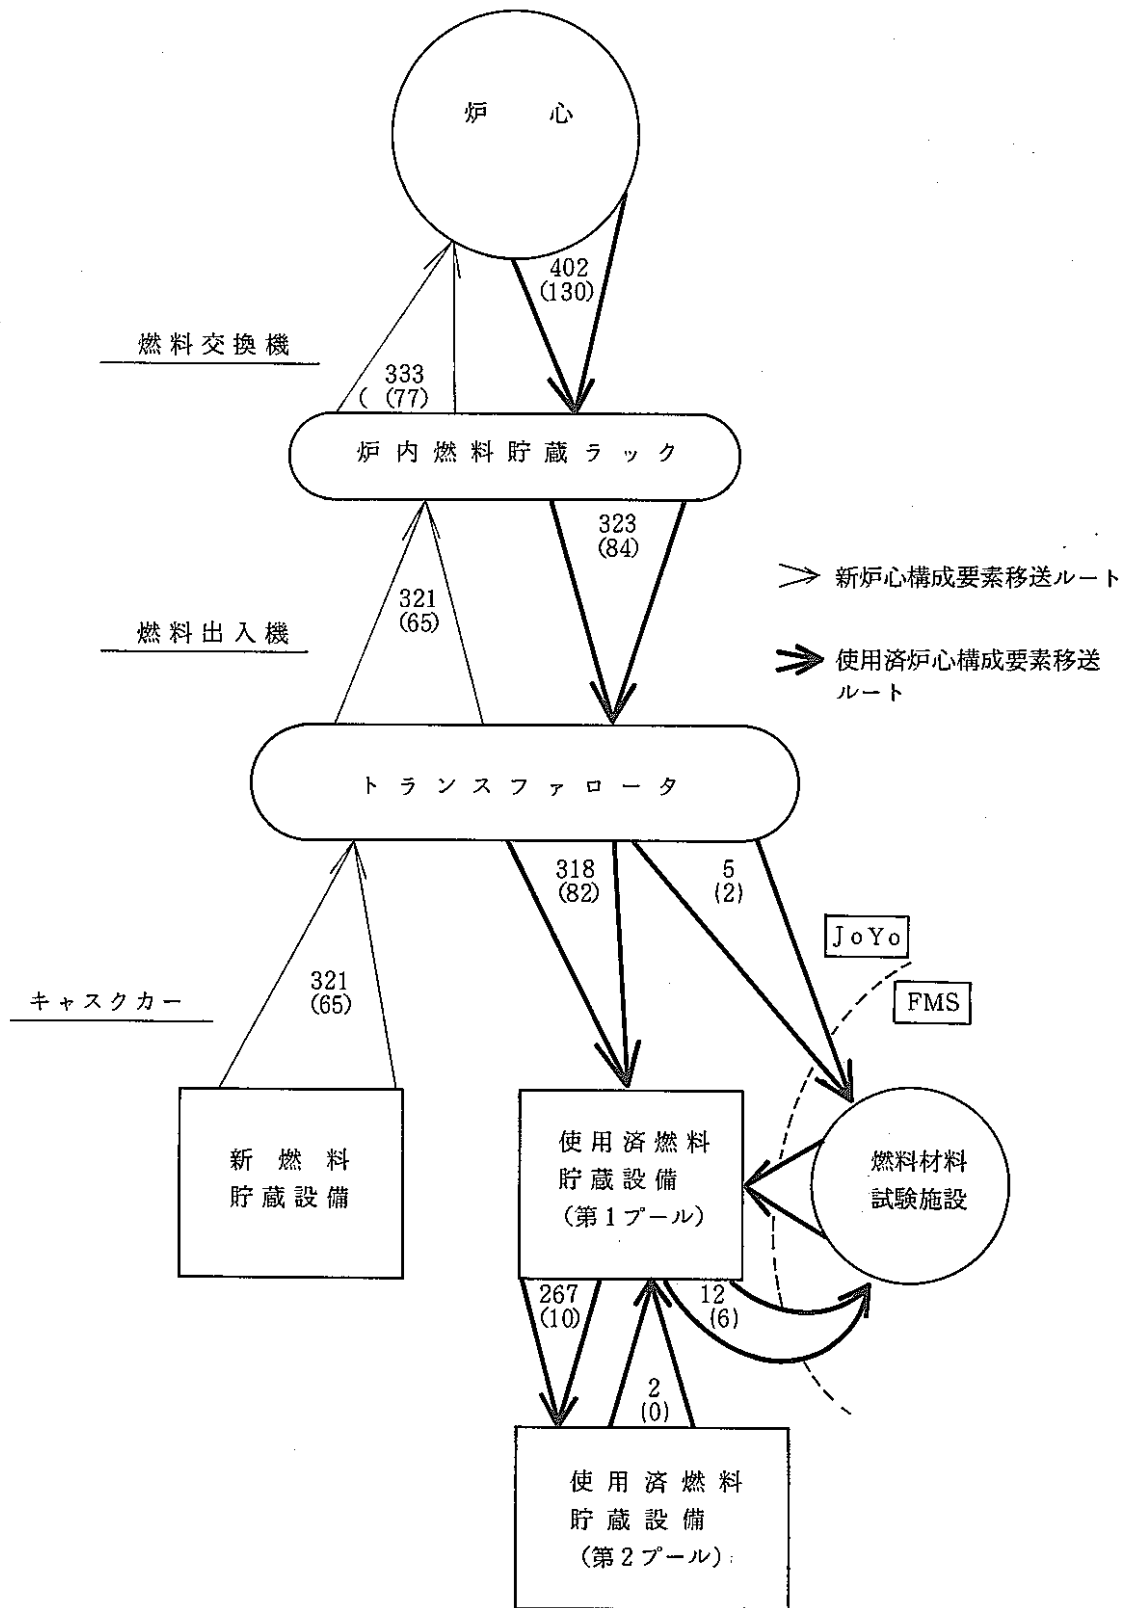 炉 心
402
(130)
燃料交換機
333
( (77)
炉内燃料貯蔵ラック
323
(84)
新炉心構成要素移送ルート
321
(65)
燃料出入機
使用済炉心構成要素移送
ルート
トランスファロータ
318
(82)
5
(2)
JoYo
FMS
321
(65)
キャスクカー
新燃料
貯蔵設備
使用済燃料
貯蔵設備
(第1プール)
燃料材料
試験施設
267
(10)
12
(6)
2
(0)
使用済燃料
貯蔵設備
(第2プール)